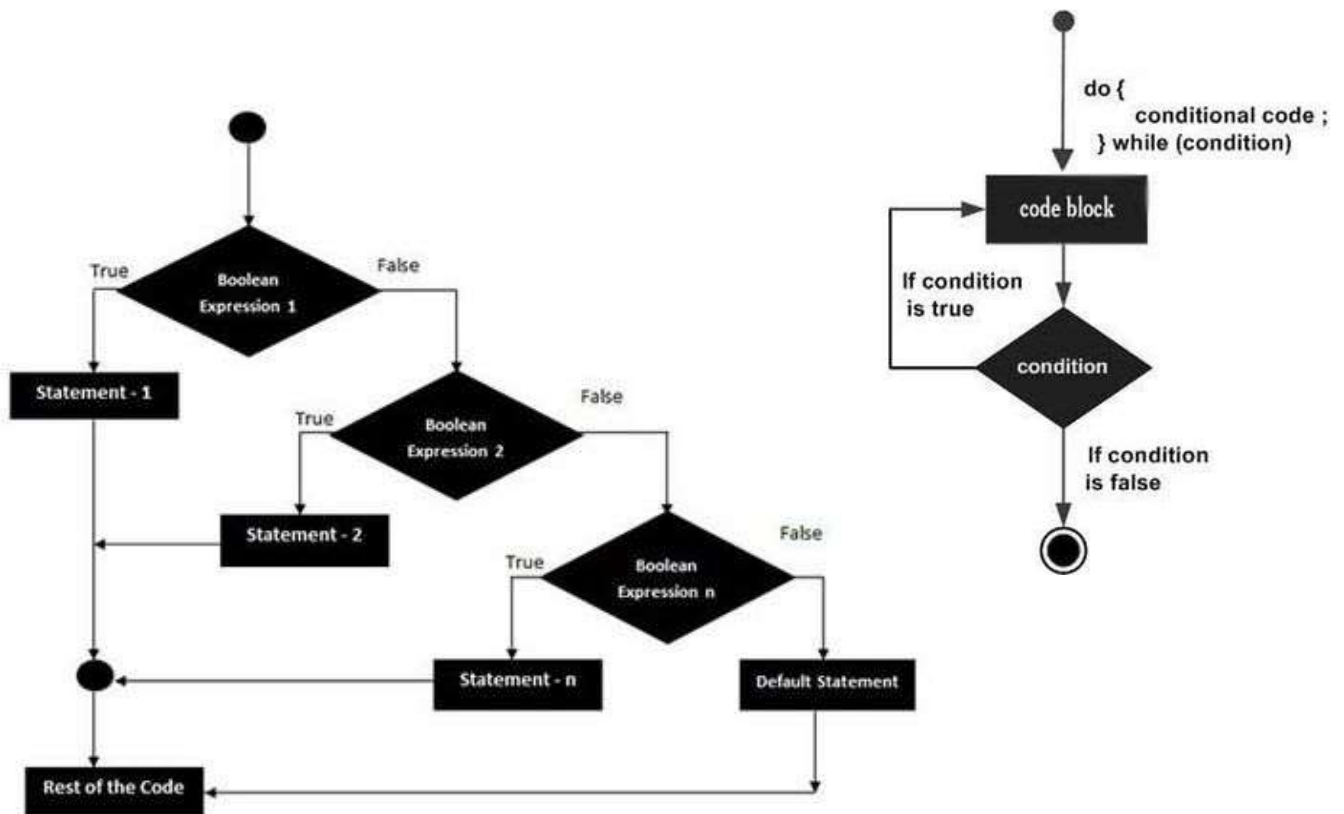 True
False
Boolean
Expression 1
Statement - 1
True
False
Boolean
Expression 2
Statement - 2
True
False
Boolean
Expression n
Statement - n
Default Statement
Rest of the Code
do {
conditional code ;
} while (condition)
code block
If condition
is true
condition
If condition
is false